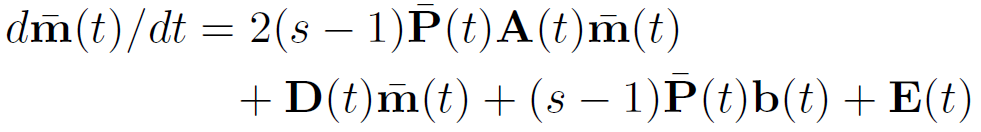 dm̄(t)/dt = 2(s − 1)P̄(t)A(t)m̄(t)
+ D(t)m̄(t) + (s − 1)P̄(t)b(t) + E(t)